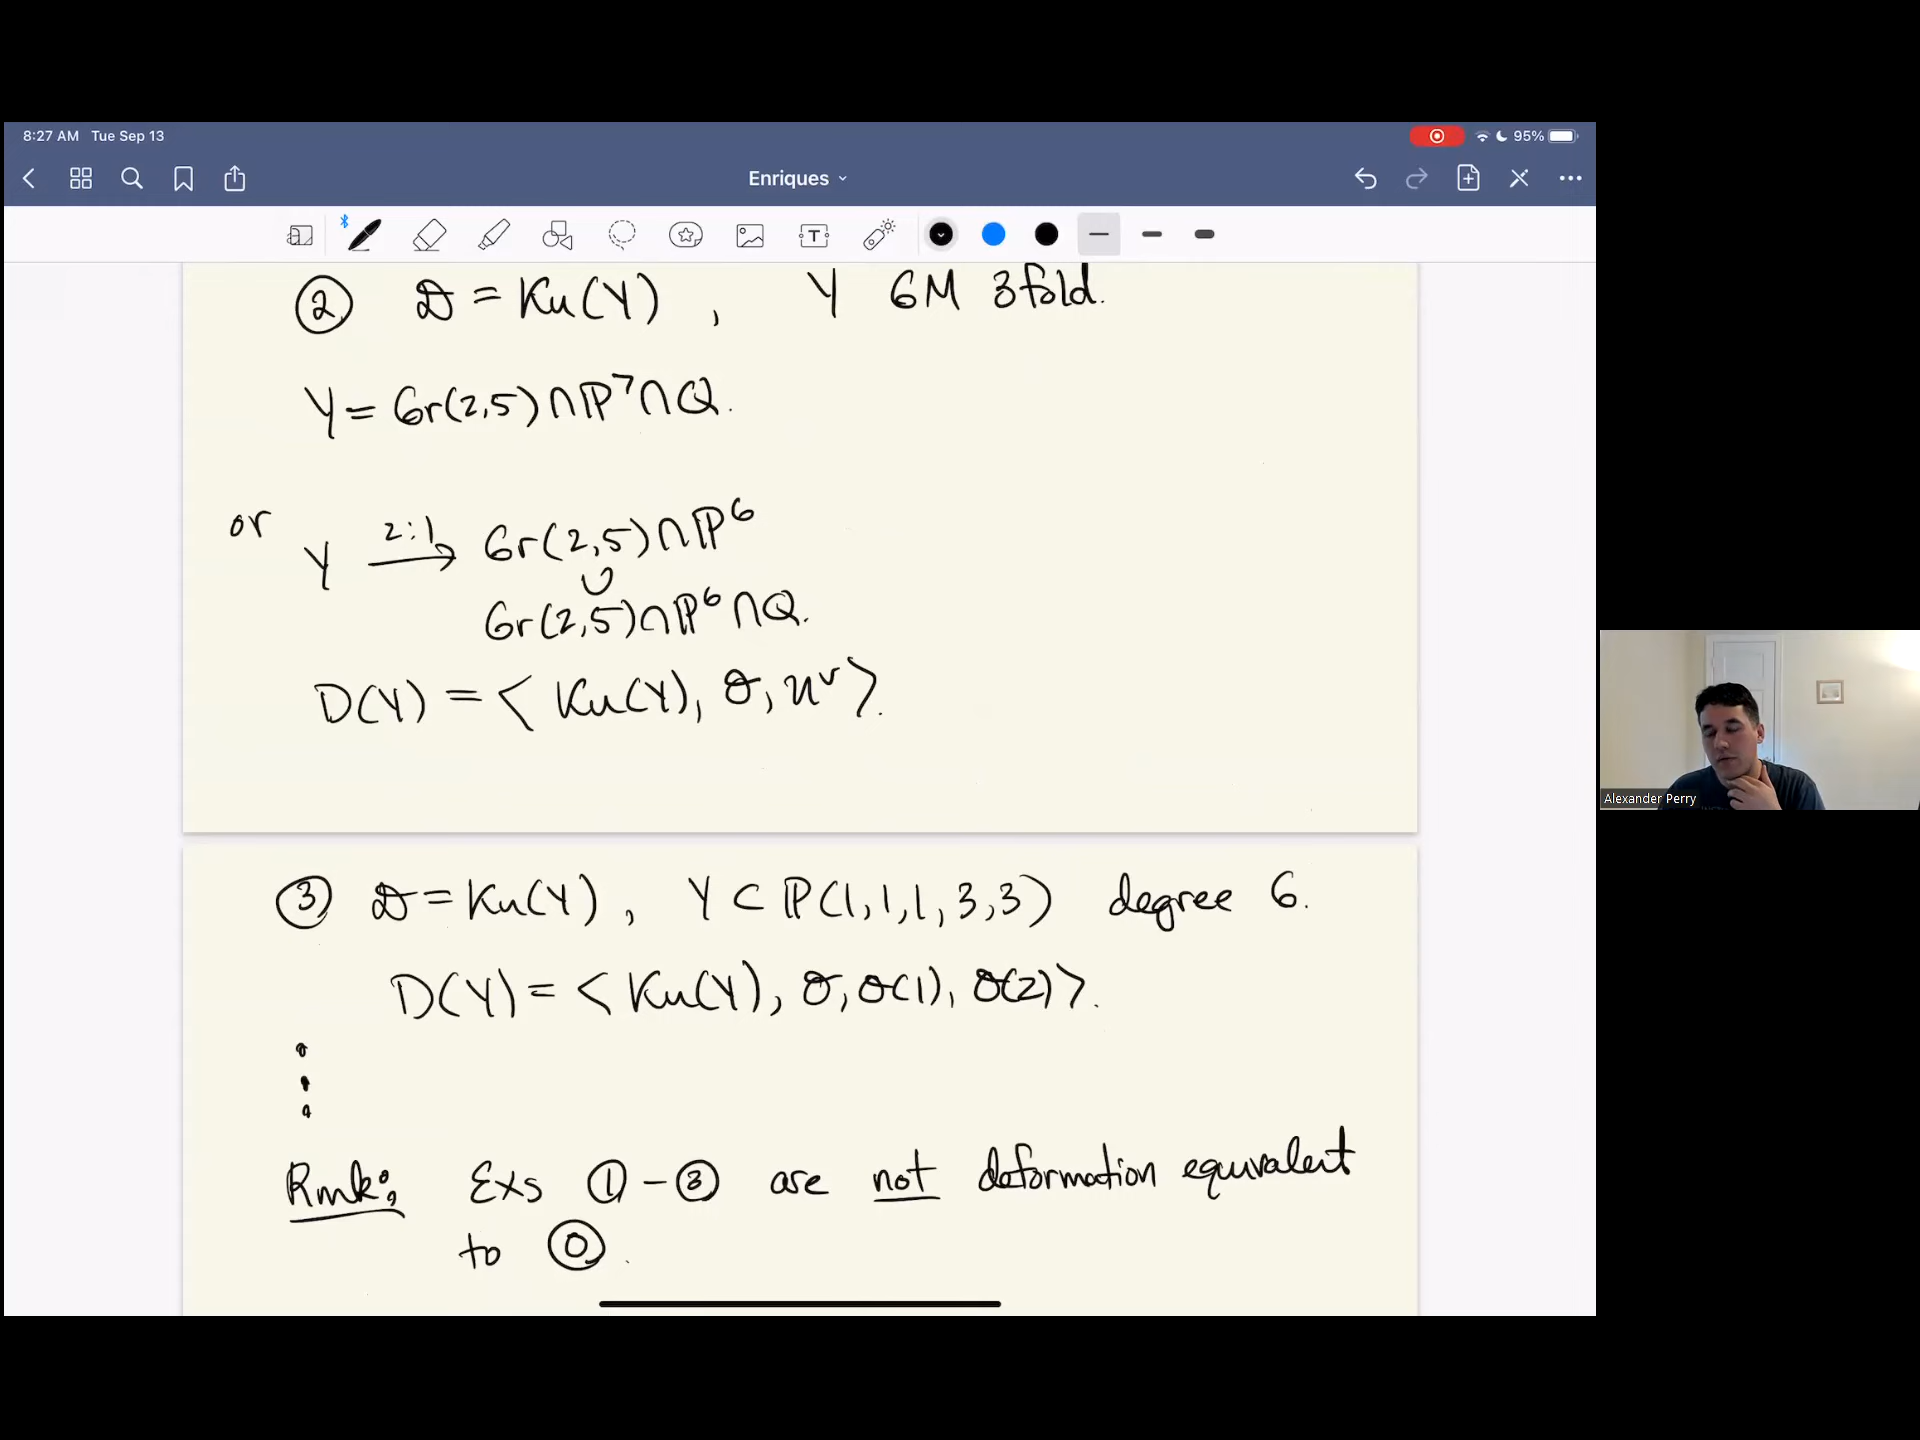 8:27 AM Tue Sep 13 95%
Enriques
② 𝒟 = Ku(Y) , Y GM 3fold.
Y = Gr(2,5) ∩ ℙ⁷ ∩ Q.
or Y —2:1→ Gr(2,5) ∩ ℙ⁶
∪
Gr(2,5) ∩ ℙ⁶ ∩ Q.
D(Y) = < Ku(Y), 𝒪, 𝒰ᵛ >.
Alexander Perry
③ 𝒟 = Ku(Y) , Y ⊂ ℙ(1,1,1,3,3) degree 6.
D(Y) = < Ku(Y), 𝒪, 𝒪(1), 𝒪(2) >.
Rmk: Exs ① – ③ are not deformation equivalent
to ⓪.